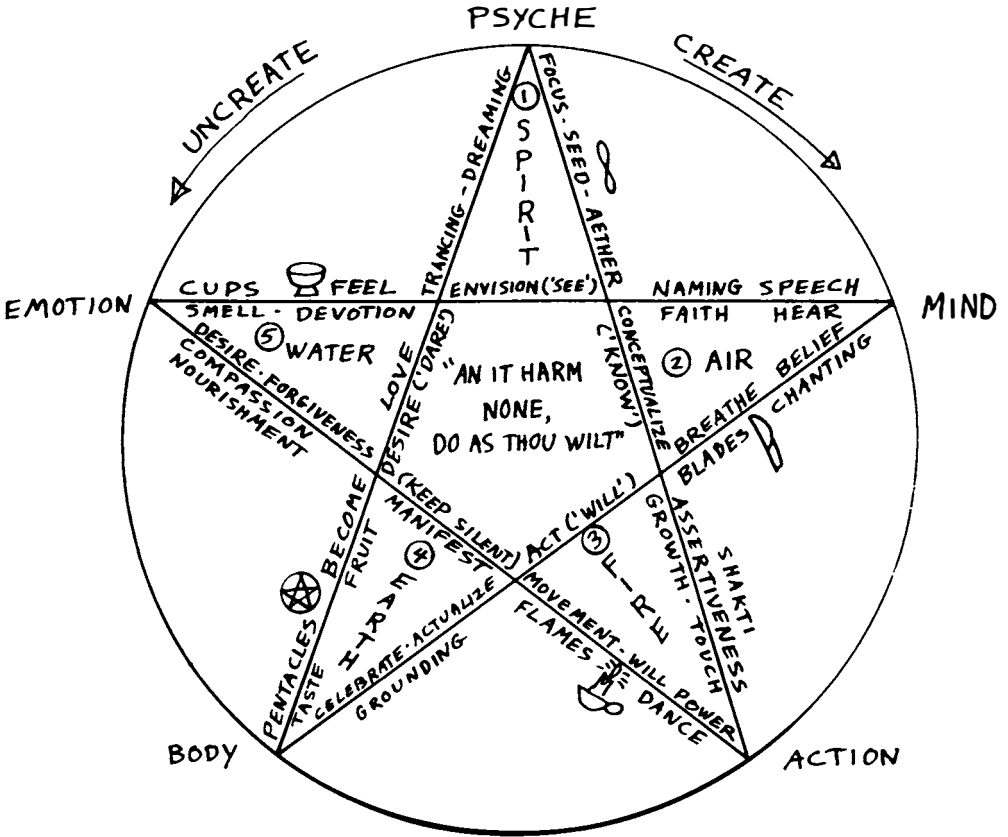 PSYCHE
UNCREATE
CREATE
① SPIRIT
TRANCING - DREAMING
FOCUS · SEED - AETHER
EMOTION
CUPS FEEL
ENVISION ('SEE')
NAMING SPEECH
MIND
SMELL · DEVOTION
FAITH HEAR
⑤ WATER
② AIR
DESIRE · FORGIVENESS
COMPASSION
NOURISHMENT
LOVE
DESIRE ('DARE')
"AN IT HARM
NONE,
DO AS THOU WILT"
CONCEPTUALIZE
('KNOW')
BREATHE BELIEF
BLADES CHANTING
(KEEP SILENT)
MANIFEST
ACT ('WILL')
BECOME
FRUIT
④ EARTH
③ FIRE
GROWTH · TOUCH
ASSERTIVENESS
SHAKTI
PENTACLES
TASTE
CELEBRATE · ACTUALIZE
GROUNDING
MOVEMENT - WILL POWER
FLAMES DANCE
BODY
ACTION